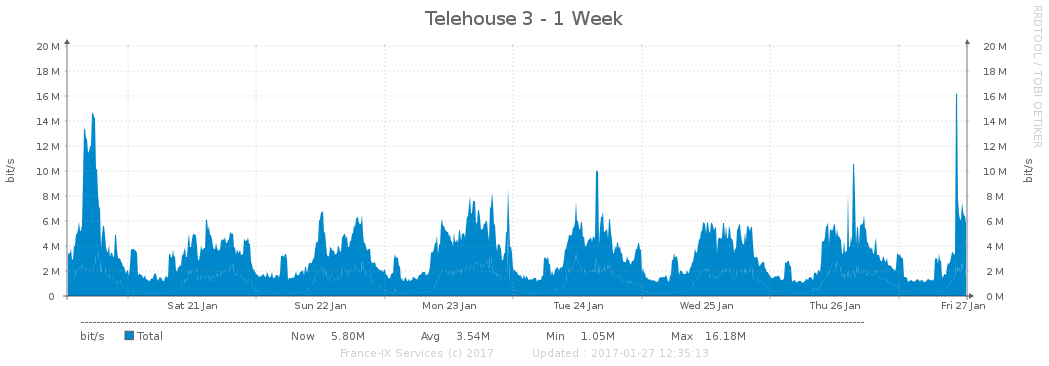 Telehouse 3 - 1 Week
RRDTOOL / TOBI OETIKER
20 M 20 M
18 M 18 M
16 M 16 M
14 M 14 M
12 M 12 M
10 M 10 M
8 M 8 M
6 M 6 M
4 M 4 M
2 M 2 M
0 0 M
bit/s bit/s
Sat 21 Jan Sun 22 Jan Mon 23 Jan Tue 24 Jan Wed 25 Jan Thu 26 Jan Fri 27 Jan
bit/s Total Now 5.80M Avg 3.54M Min 1.05M Max 16.18M
France-IX Services (c) 2017 Updated : 2017-01-27 12:35:13